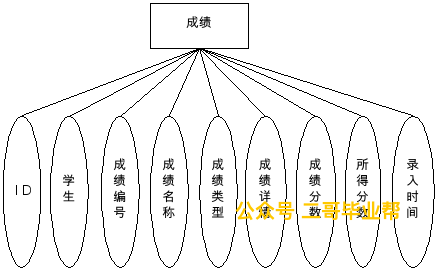 成绩
ID
学生
成绩编号
成绩名称
成绩类型
成绩详情
成绩分数
所得分数
录入时间
公众号 二哥毕业帮